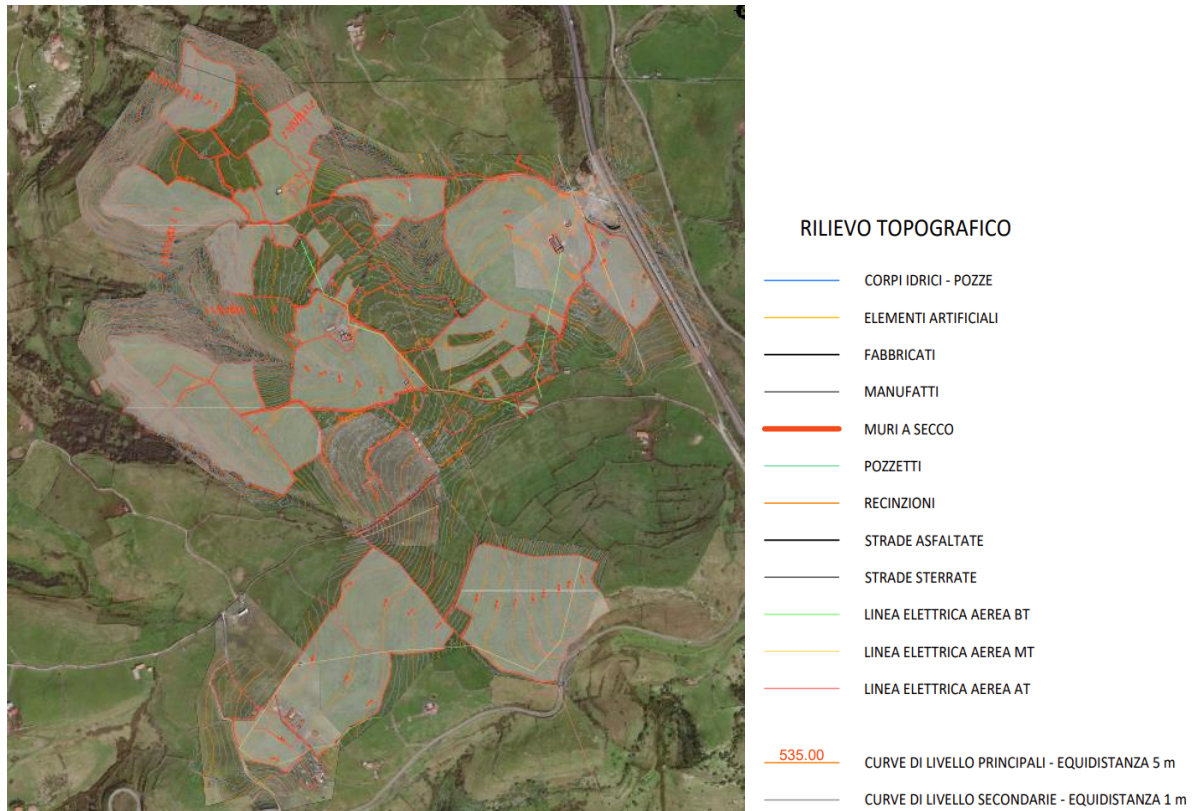 RILIEVO TOPOGRAFICO
CORPI IDRICI - POZZE
ELEMENTI ARTIFICIALI
FABBRICATI
MANUFATTI
MURI A SECCO
POZZETTI
RECINZIONI
STRADE ASFALTATE
STRADE STERRATE
LINEA ELETTRICA AEREA BT
LINEA ELETTRICA AEREA MT
LINEA ELETTRICA AEREA AT
535.00 CURVE DI LIVELLO PRINCIPALI - EQUIDISTANZA 5 m
CURVE DI LIVELLO SECONDARIE - EQUIDISTANZA 1 m